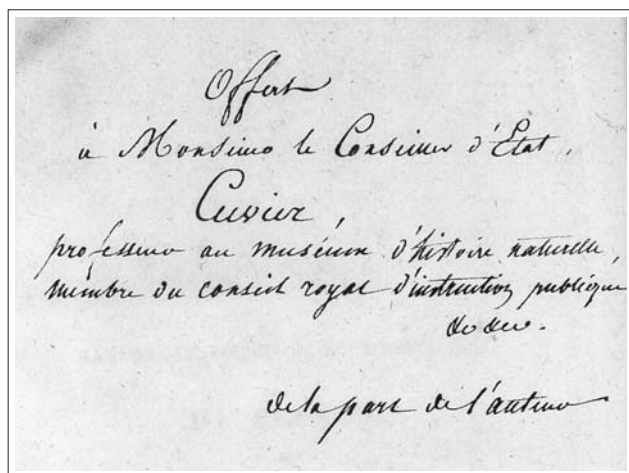 Offert
à Monsieur le Conseiller d'Etat,
Cuvier,
professeur au muséum d'histoire naturelle,
membre du conseil royal d'instruction publique
de la part de l'auteur